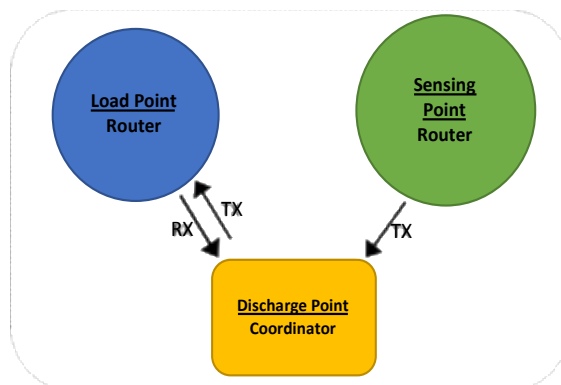 Load Point
Router
Sensing
Point
Router
TX
RX
TX
Discharge Point
Coordinator